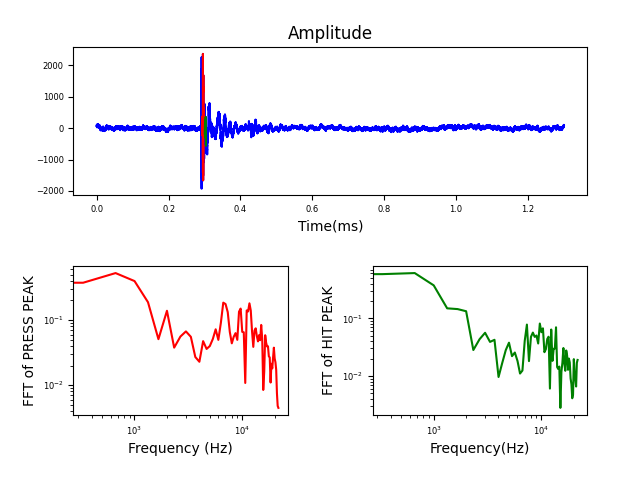 Amplitude
2000
1000
0
−1000
−2000
0.0 0.2 0.4 0.6 0.8 1.0 1.2
Time(ms)
FFT of PRESS PEAK
10⁻¹
10⁻²
10³ 10⁴
Frequency (Hz)
FFT of HIT PEAK
10⁻¹
10⁻²
10³ 10⁴
Frequency(Hz)